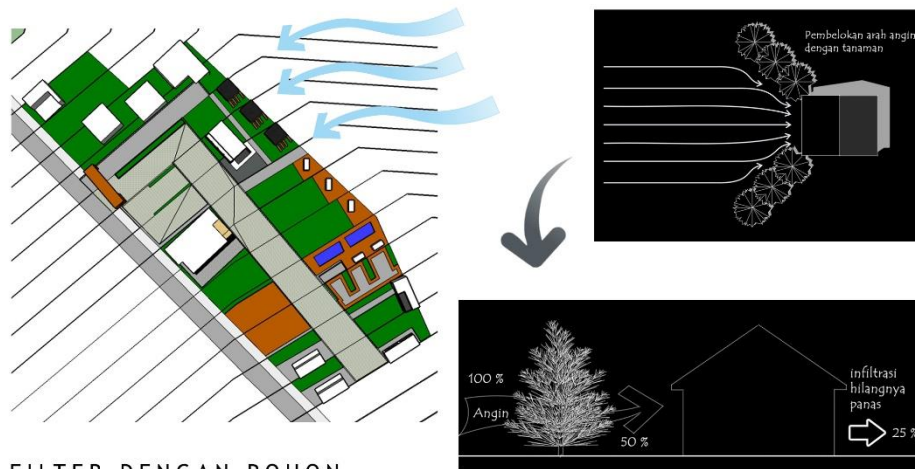 Pembelokan arah angin
dengan tanaman
100 %
Angin
50 %
infiltrasi
hilangnya
panas
25 %
FILTER DENGAN POHON